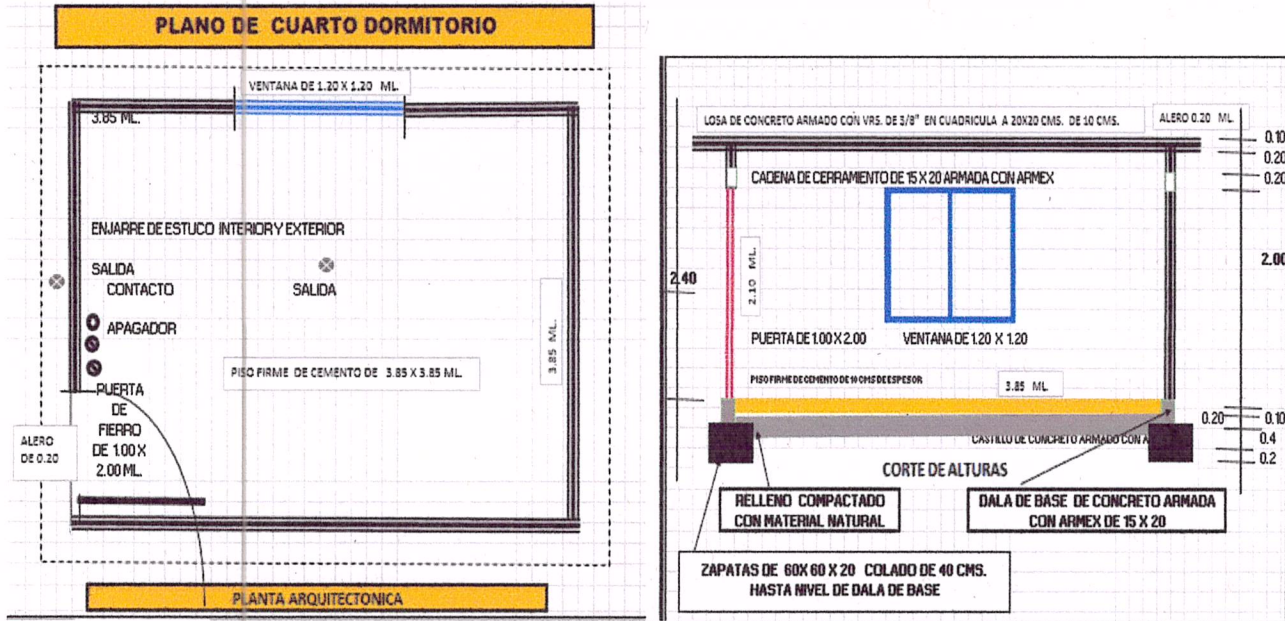 PLANO DE CUARTO DORMITORIO
VENTANA DE 1.20 X 1.20 ML.
3.85 ML.
ENJARRE DE ESTUCO INTERIOR Y EXTERIOR
SALIDA
CONTACTO
SALIDA
APAGADOR
3.85 ML.
PISO FIRME DE CEMENTO DE 3.85 X 3.85 ML.
PUERTA
DE
FIERRO
DE 1.00 X
2.00 ML.
ALERO
DE 0.20
PLANTA ARQUITECTONICA
LOSA DE CONCRETO ARMADO CON VRS. DE 3/8" EN CUADRICULA A 20X20 CMS. DE 10 CMS.
ALERO 0.20 ML.
0.10
0.20
0.20
CADENA DE CERRAMIENTO DE 15 X 20 ARMADA CON ARMEX
2.40
2.10 ML.
2.00
PUERTA DE 1.00 X 2.00
VENTANA DE 1.20 X 1.20
PISO FIRME DE CEMENTO DE 10 CMS DE ESPESOR
3.85 ML.
0.20
0.10
0.4
0.2
CASTILLO DE CONCRETO ARMADO CON
CORTE DE ALTURAS
RELLENO COMPACTADO
CON MATERIAL NATURAL
DALA DE BASE DE CONCRETO ARMADA
CON ARMEX DE 15 X 20
ZAPATAS DE 60X 60 X 20 COLADO DE 40 CMS.
HASTA NIVEL DE DALA DE BASE